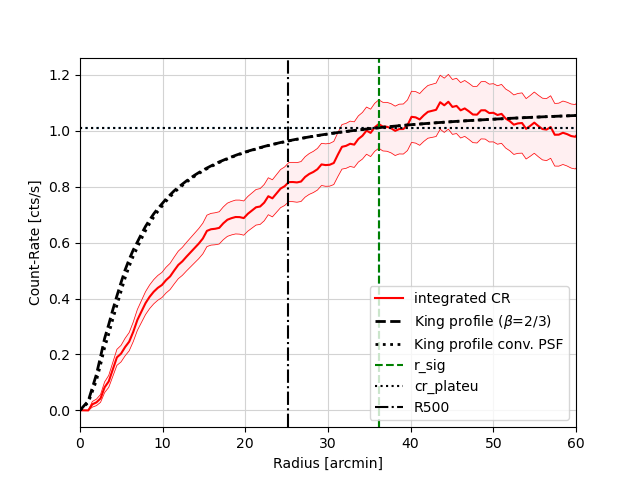 1.2
1.0
0.8
0.6
0.4
0.2
0.0
Count-Rate [cts/s]
integrated CR
King profile (β=2/3)
King profile conv. PSF
r_sig
cr_plateu
R500
0 10 20 30 40 50 60
Radius [arcmin]